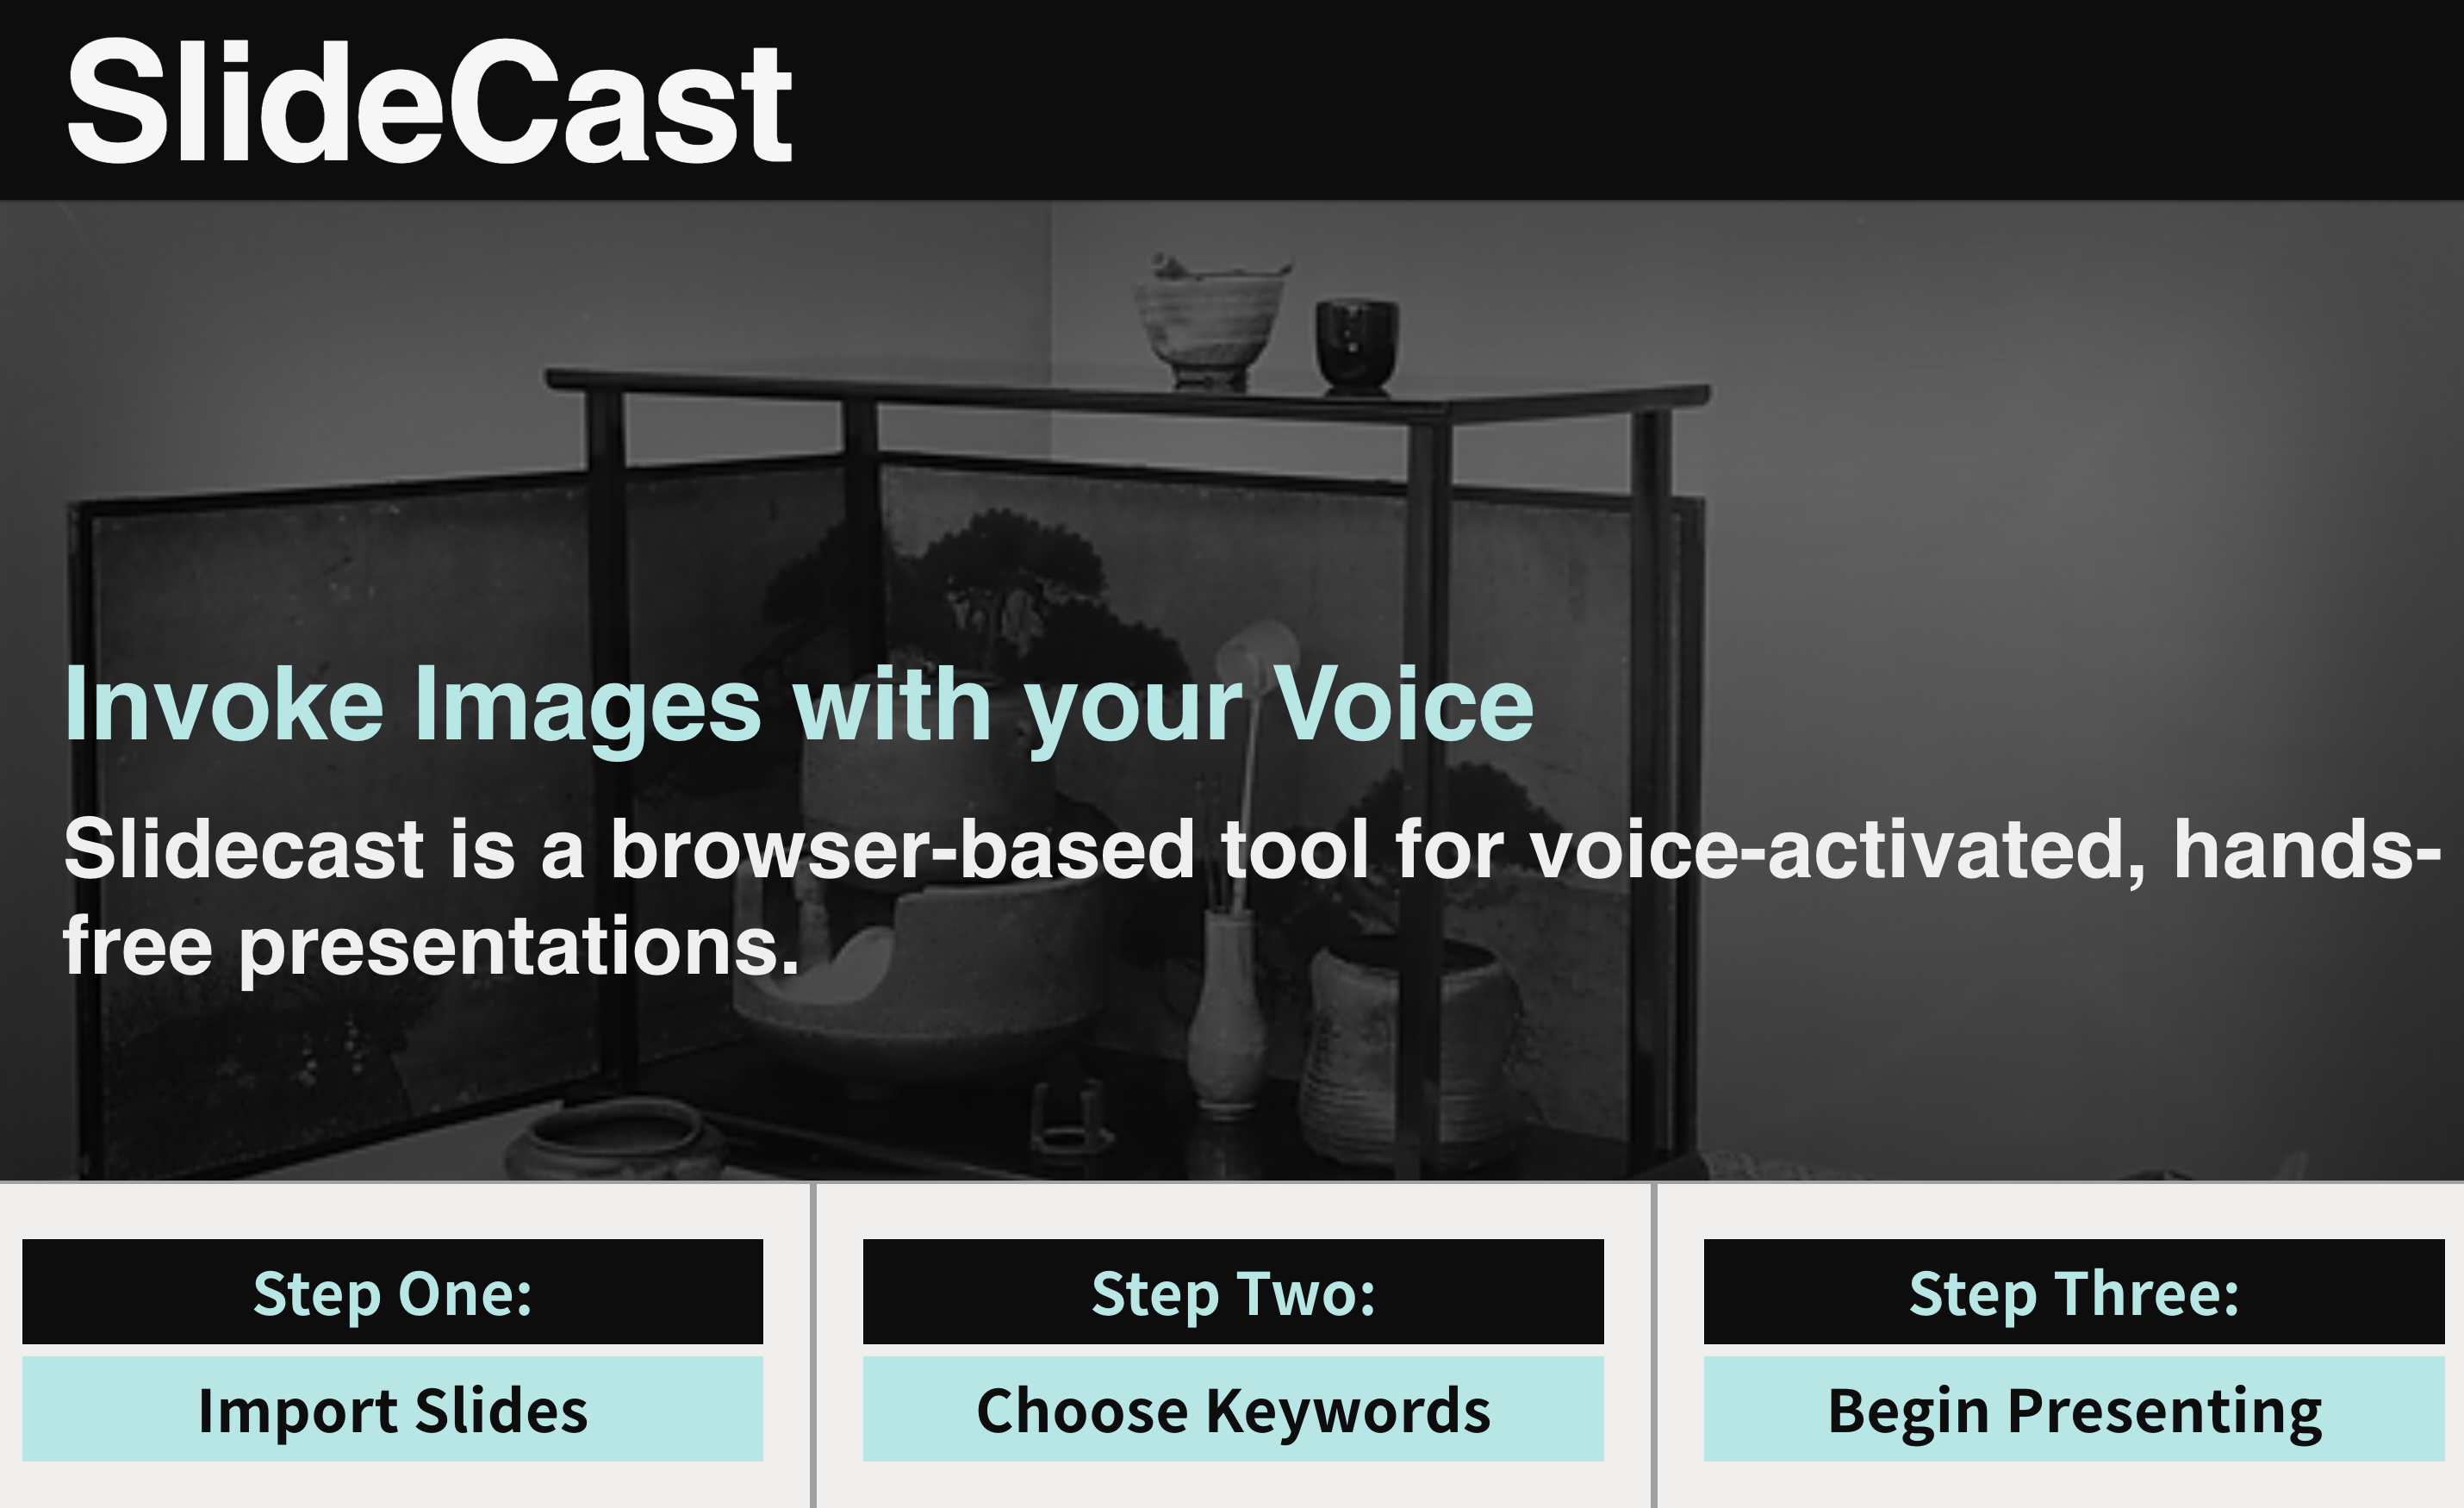 SlideCast
Invoke Images with your Voice
Slidecast is a browser-based tool for voice-activated, hands-
free presentations.
Step One:
Import Slides
Step Two:
Choose Keywords
Step Three:
Begin Presenting